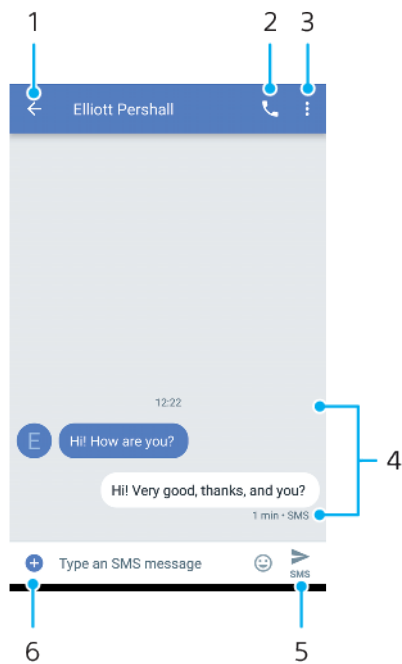 1 2 3
Elliott Pershall
12:22
E Hi! How are you?
Hi! Very good, thanks, and you?
1 min • SMS
4
Type an SMS message
SMS
6 5